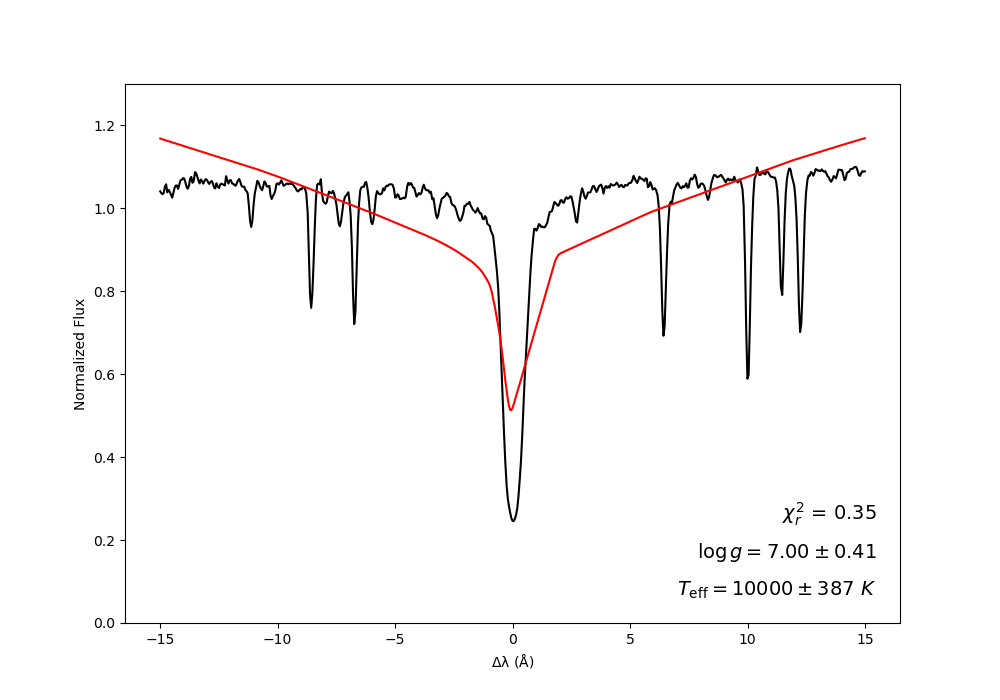 1.2
1.0
0.8
0.6
0.4
0.2
0.0
Normalized Flux
χ²ᵣ = 0.35
log g = 7.00 ± 0.41
T_eff = 10000 ± 387 K
−15 −10 −5 0 5 10 15
Δλ (Å)